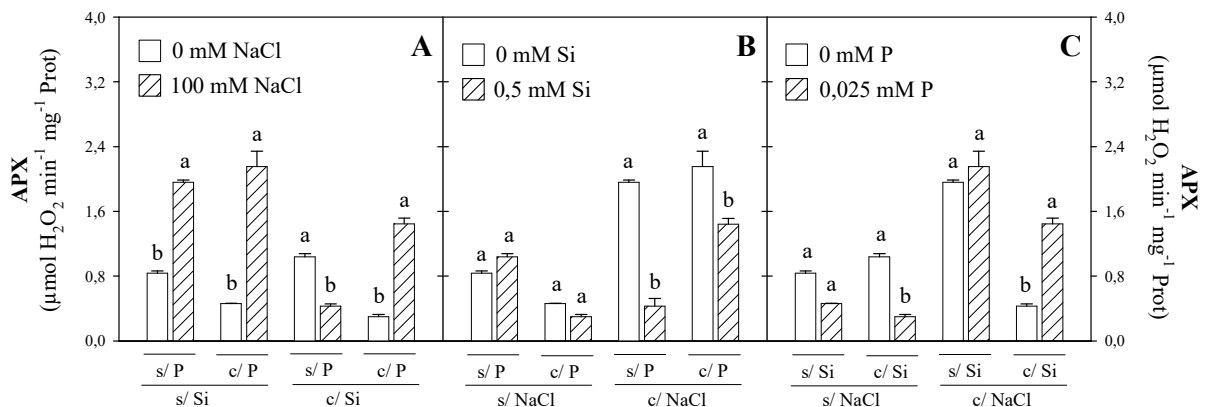 APX
(μmol H₂O₂ min⁻¹ mg⁻¹ Prot)
4,0
3,2
2,4
1,6
0,8
0,0
0 mM NaCl
100 mM NaCl
A
b
a
b
a
a
b
b
a
s/ P
c/ P
s/ P
c/ P
s/ Si
c/ Si
0 mM Si
0,5 mM Si
B
a
a
a
a
a
b
a
b
s/ P
c/ P
s/ P
c/ P
s/ NaCl
c/ NaCl
0 mM P
0,025 mM P
C
a
a
a
b
a
a
b
a
s/ Si
c/ Si
s/ Si
c/ Si
s/ NaCl
c/ NaCl
4,0
3,2
2,4
1,6
0,8
0,0
APX
(μmol H₂O₂ min⁻¹ mg⁻¹ Prot)